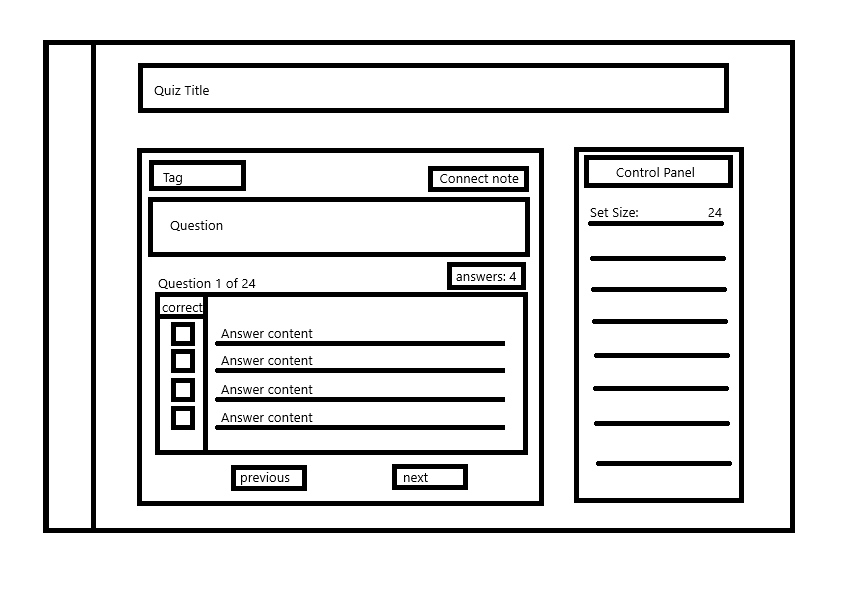 Quiz Title
Tag
Connect note
Question
Question 1 of 24
answers: 4
correct
Answer content
Answer content
Answer content
Answer content
previous
next
Control Panel
Set Size: 24